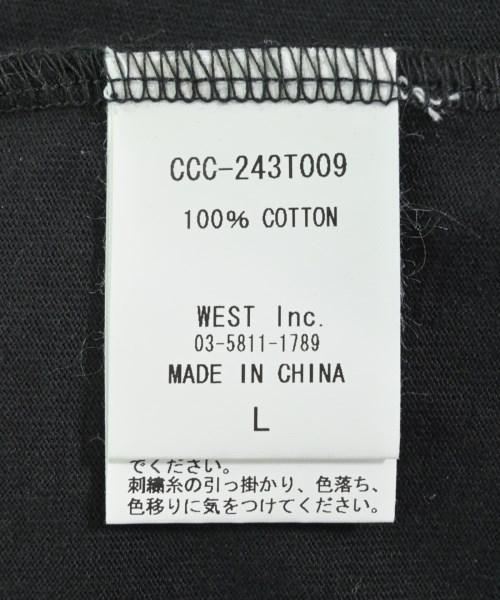 CCC-243T009
100% COTTON
WEST Inc.
03-5811-1789
MADE IN CHINA
L
でください。
刺繍糸の引っ掛かり、色落ち、
色移りに気をつけてください。